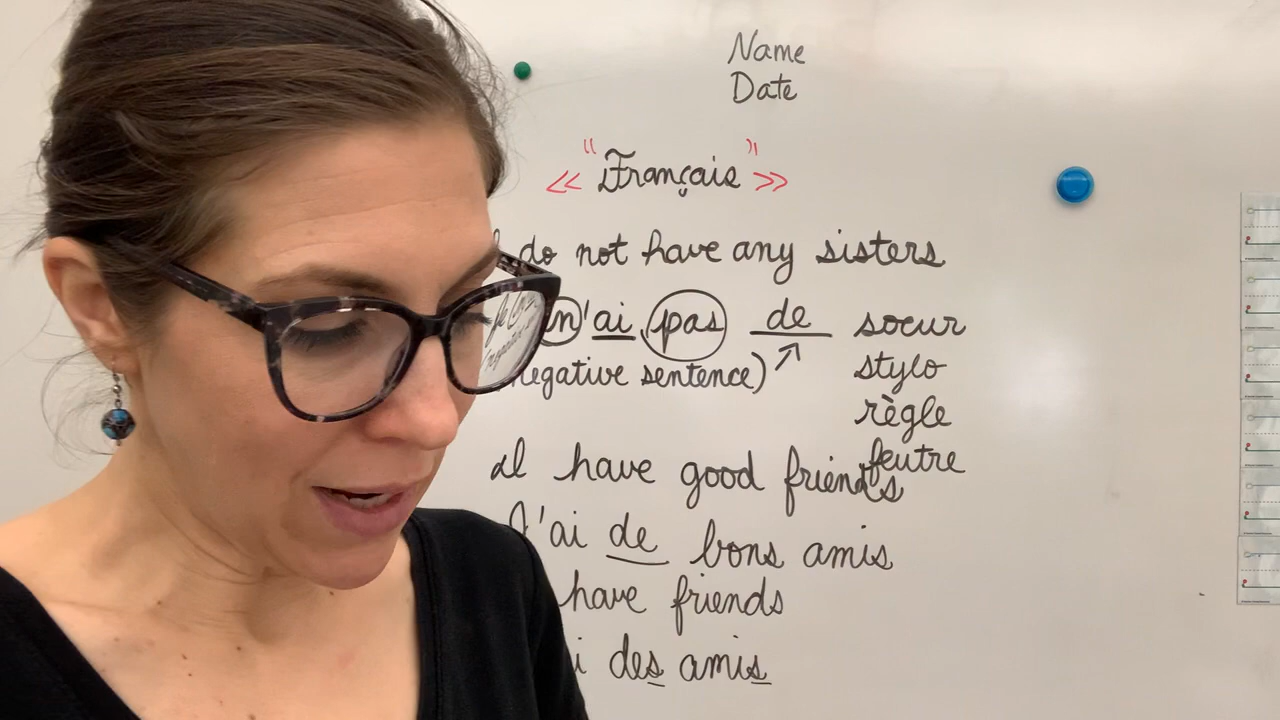 Name
Date
" "
<< Français >>
do not have any sisters
n'ai pas de soeur
negative sentence) stylo
règle
feutre
I have good friends
J'ai de bons amis
have friends
i des amis